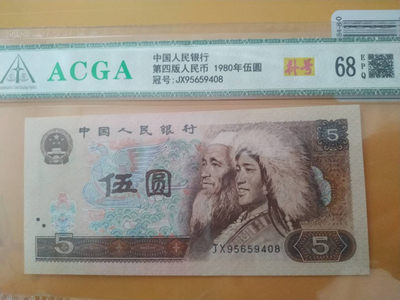 ACGA
中国人民银行
第四版人民币 1980年伍圆
冠号:JX95659408
补号
68
EPQ
中国人民银行
5
伍圆
5
JX95659408
5